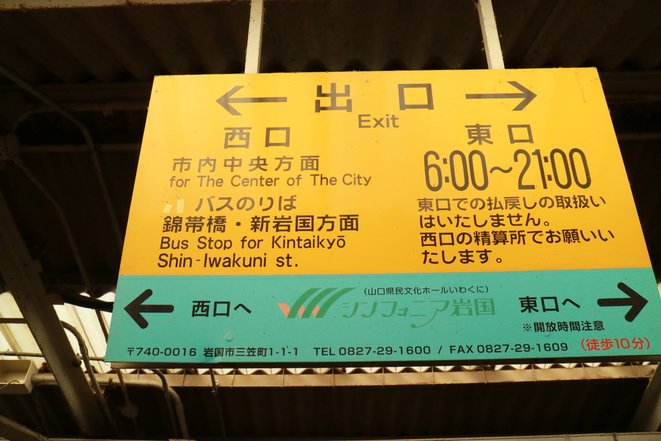 ← 出口 →
Exit
西口
市内中央方面
for The Center of The City
バスのりば
錦帯橋・新岩国方面
Bus Stop for Kintaikyō
Shin-Iwakuni st.
東口
6:00〜21:00
東口での払戻しの取扱い
はいたしません。
西口の精算所でお願いい
たします。
← 西口へ
(山口県民文化ホールいわくに)
シンフォニア岩国
東口へ →
※開放時間注意
〒740-0016 岩国市三笠町1-1-1 TEL 0827-29-1600 / FAX 0827-29-1609 (徒歩10分)